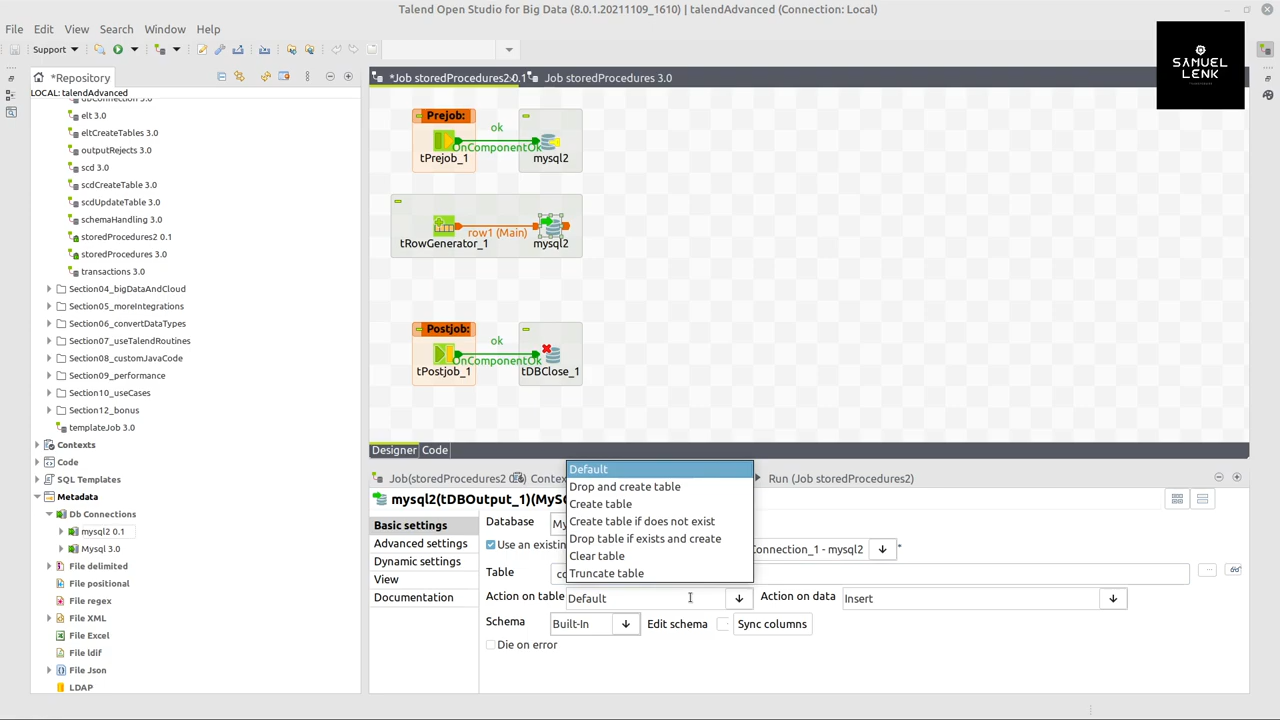 Talend Open Studio for Big Data (8.0.1.20211109_1610) | talendAdvanced (Connection: Local)
File Edit View Search Window Help
Support
*Repository
LOCAL: talendAdvanced
dbConnection 3.0
elt 3.0
eltCreateTables 3.0
outputRejects 3.0
scd 3.0
scdCreateTable 3.0
scdUpdateTable 3.0
schemaHandling 3.0
storedProcedures2 0.1
storedProcedures 3.0
transactions 3.0
Section04_bigDataAndCloud
Section05_moreIntegrations
Section06_convertDataTypes
Section07_useTalendRoutines
Section08_customJavaCode
Section09_performance
Section10_useCases
Section12_bonus
templateJob 3.0
Contexts
Code
SQL Templates
Metadata
Db Connections
mysql2 0.1
Mysql 3.0
File delimited
File positional
File regex
File XML
File Excel
File ldif
File Json
LDAP
*Job storedProcedures2 0.1
Job storedProcedures 3.0
SAMUEL
LENK
Prejob:
ok
OnComponentOk
tPrejob_1
mysql2
row1 (Main)
tRowGenerator_1
mysql2
Postjob:
ok
OnComponentOk
tPostjob_1
tDBClose_1
Designer Code
Job(storedProcedures2 0.1)
Run (Job storedProcedures2)
mysql2(tDBOutput_1)(MyS
Basic settings
Advanced settings
Dynamic settings
View
Documentation
Database
My
Use an existin
onnection_1 - mysql2
*
Table
Action on table
Default
Action on data
Insert
Schema
Built-In
Edit schema
Sync columns
Die on error
Default
Drop and create table
Create table
Create table if does not exist
Drop table if exists and create
Clear table
Truncate table